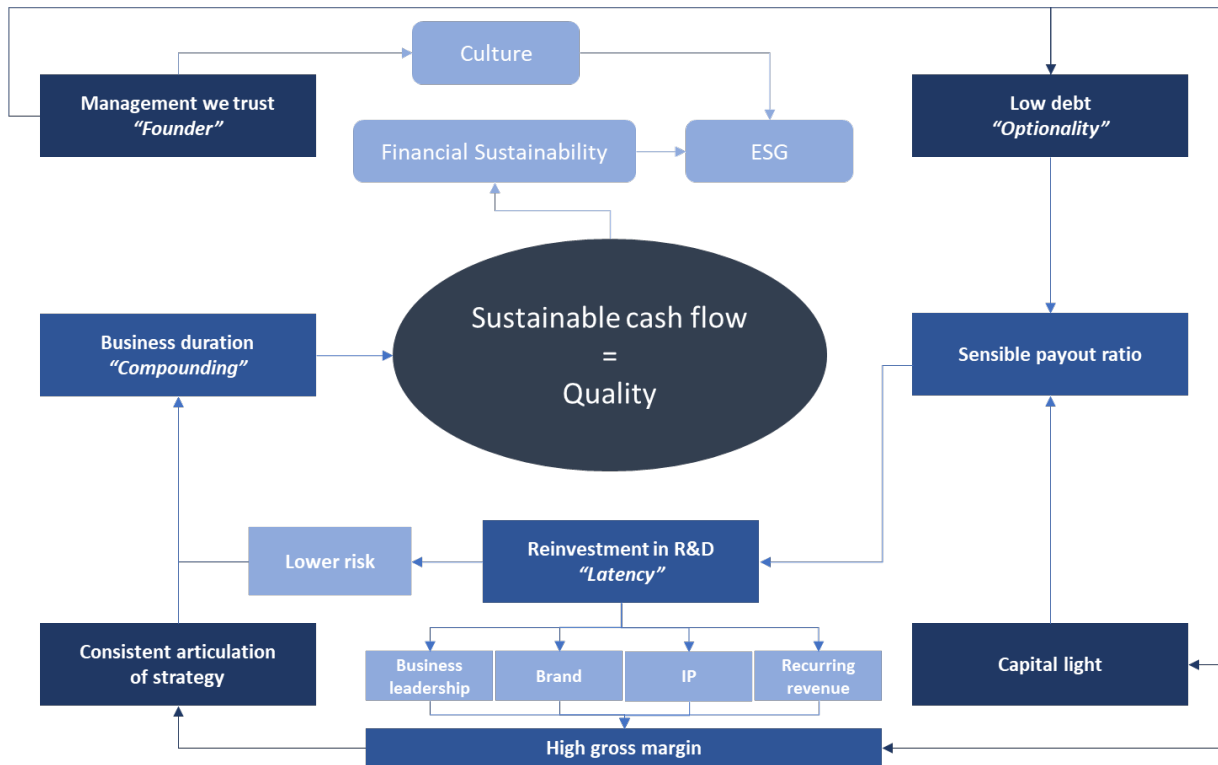 Culture
Management we trust
“Founder”
Low debt
“Optionality”
Financial Sustainability
ESG
Sustainable cash flow
=
Quality
Business duration
“Compounding”
Sensible payout ratio
Lower risk
Reinvestment in R&D
“Latency”
Consistent articulation
of strategy
Business
leadership
Brand
IP
Recurring
revenue
Capital light
High gross margin